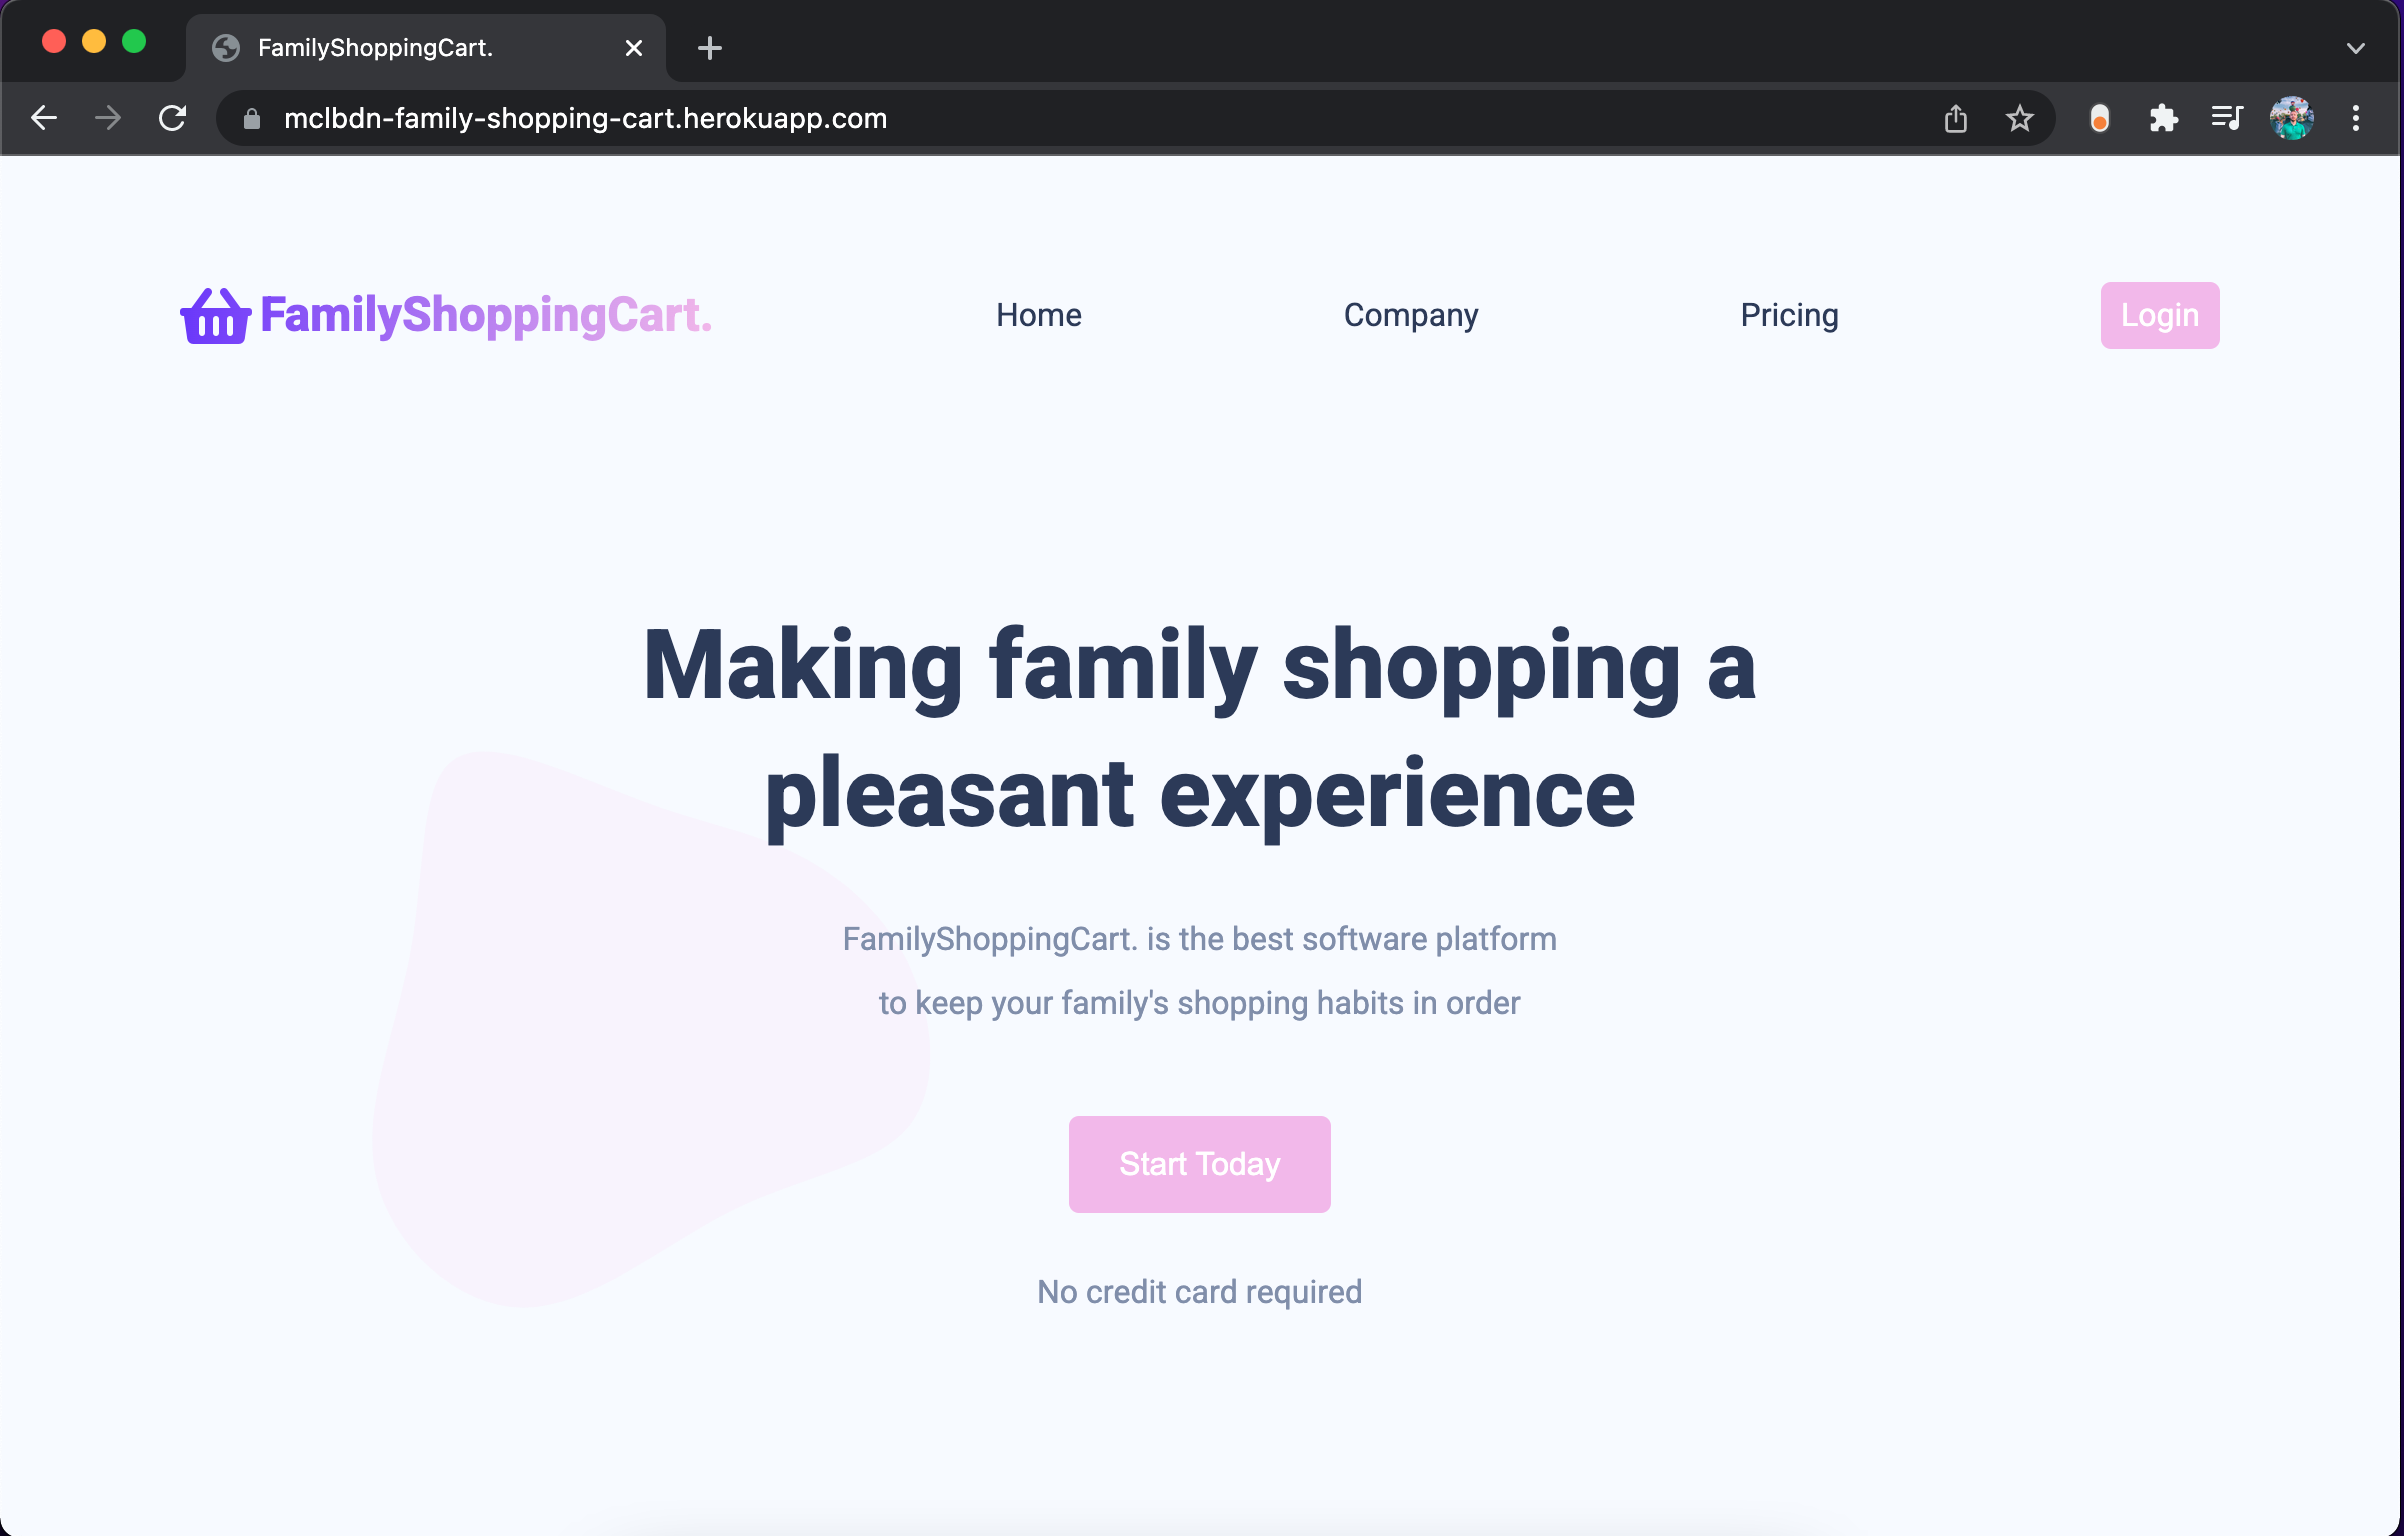 FamilyShoppingCart.
mclbdn-family-shopping-cart.herokuapp.com
FamilyShoppingCart.
Home
Company
Pricing
Login
Making family shopping a
pleasant experience
FamilyShoppingCart. is the best software platform
to keep your family's shopping habits in order
Start Today
No credit card required